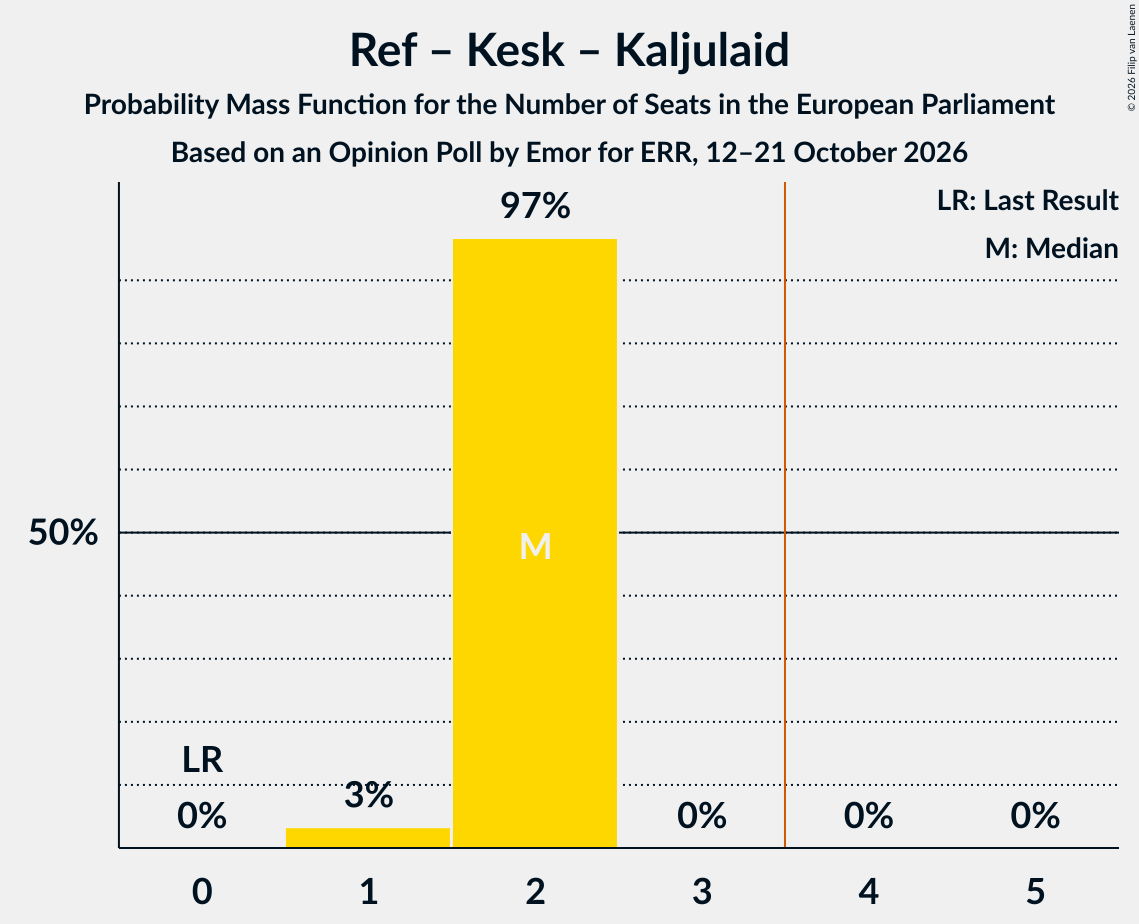 Ref – Kesk – Kaljulaid
Probability Mass Function for the Number of Seats in the European Parliament
Based on an Opinion Poll by Emor for ERR, 12–21 October 2026
© 2026 Filip van Laenen
LR: Last Result
M: Median
97%
50%
M
LR
0%
3%
0%
0%
0%
0
1
2
3
4
5